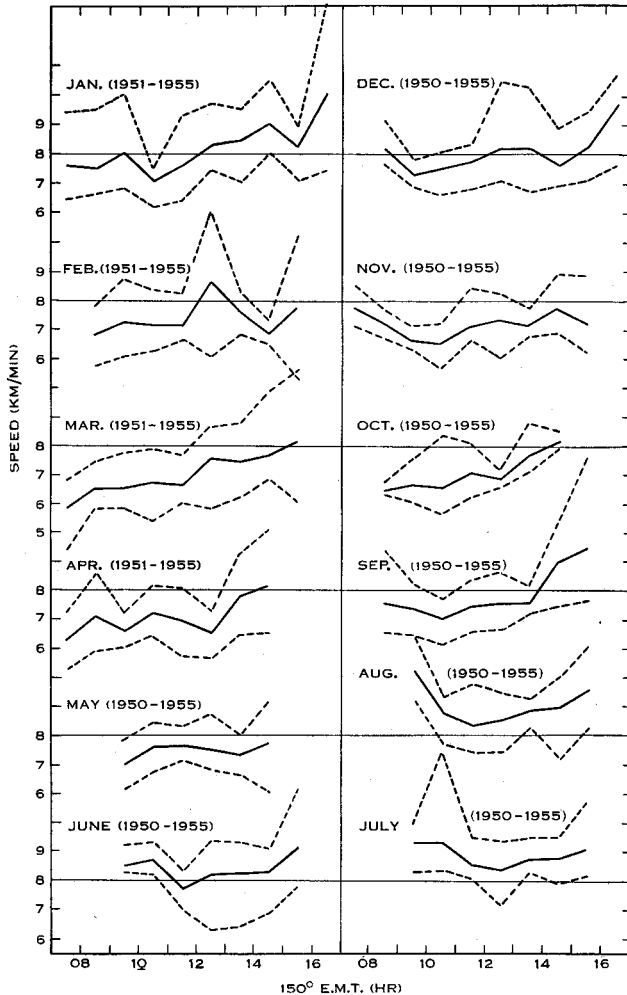 JAN. (1951-1955)
DEC. (1950-1955)
9
8
7
6
FEB. (1951-1955)
NOV. (1950-1955)
9
8
7
6
MAR. (1951-1955)
OCT. (1950-1955)
8
7
6
5
APR. (1951-1955)
SEP. (1950-1955)
8
7
6
MAY (1950-1955)
AUG. (1950-1955)
8
7
6
JUNE (1950-1955)
JULY (1950-1955)
9
8
7
6
SPEED (KM/MIN)
08 10 12 14 16 08 10 12 14 16
150° E.M.T. (HR)